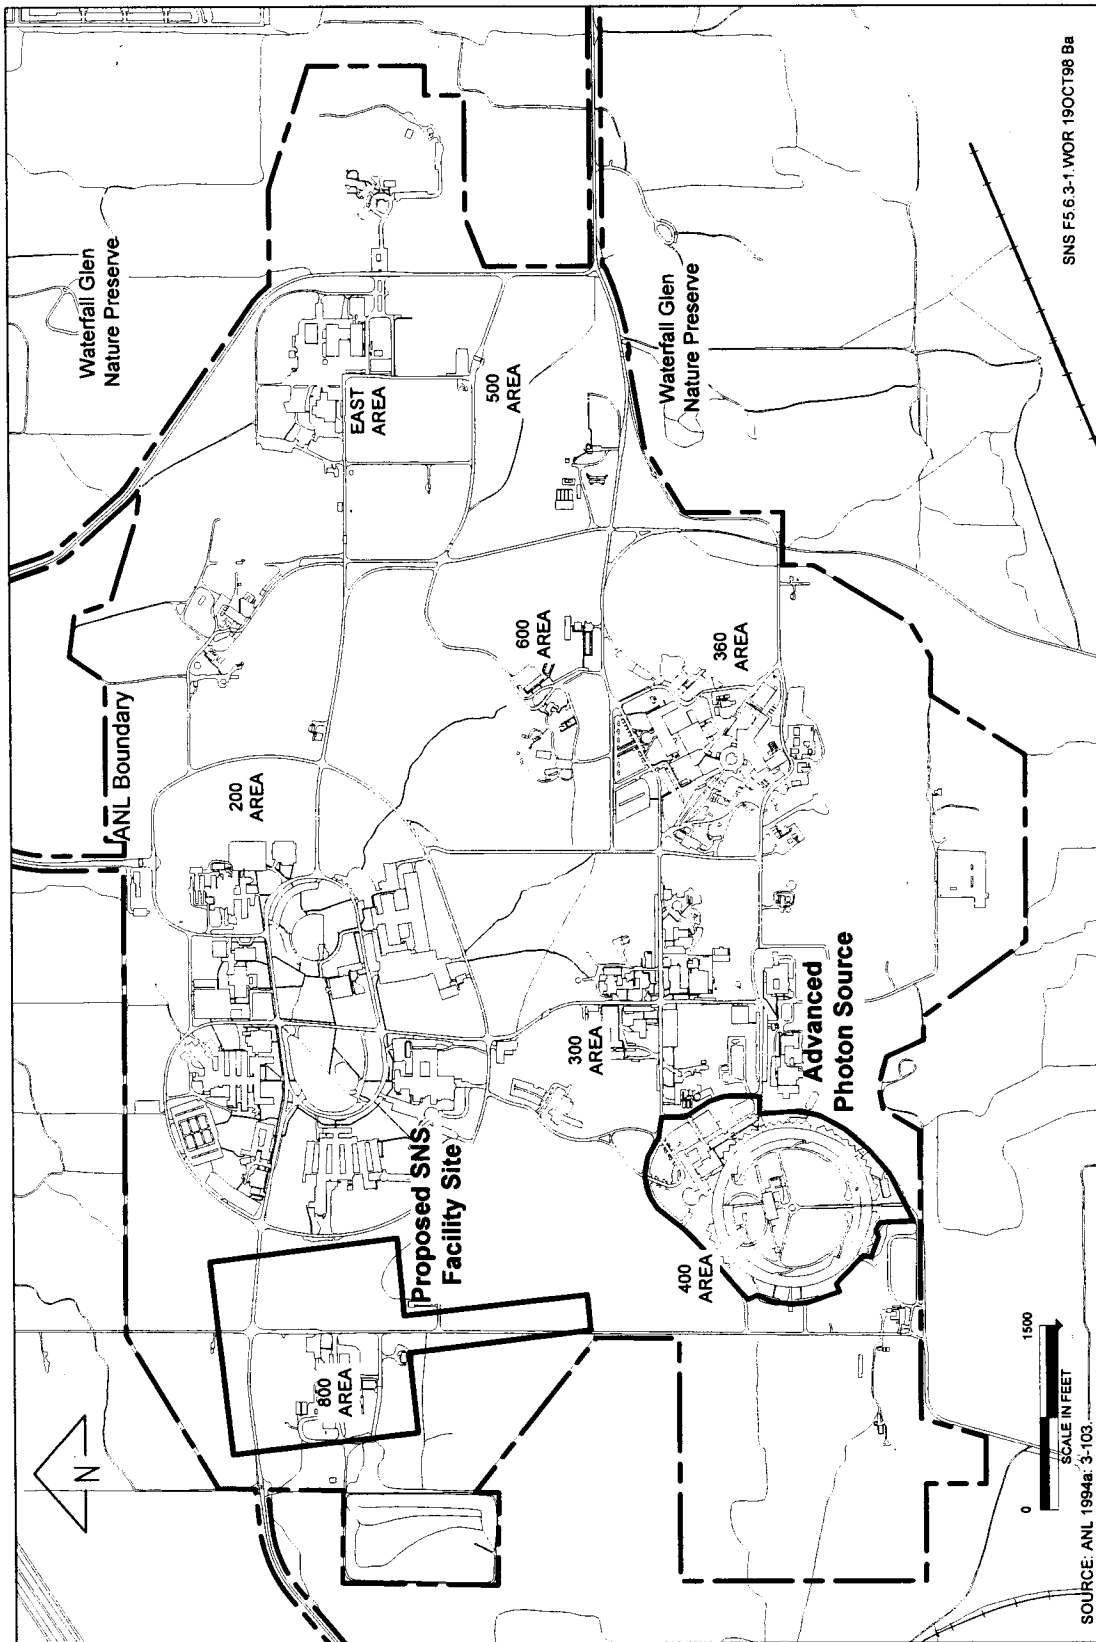 N
Waterfall Glen
Nature Preserve
ANL Boundary
200
AREA
EAST
AREA
800
AREA
Proposed SNS
Facility Site
500
AREA
600
AREA
300
AREA
Waterfall Glen
Nature Preserve
360
AREA
400
AREA
Advanced
Photon Source
0
1500
SCALE IN FEET
SOURCE: ANL 1994a: 3-103.
SNS F5.6.3-1.WOR 19OCT98 Ba